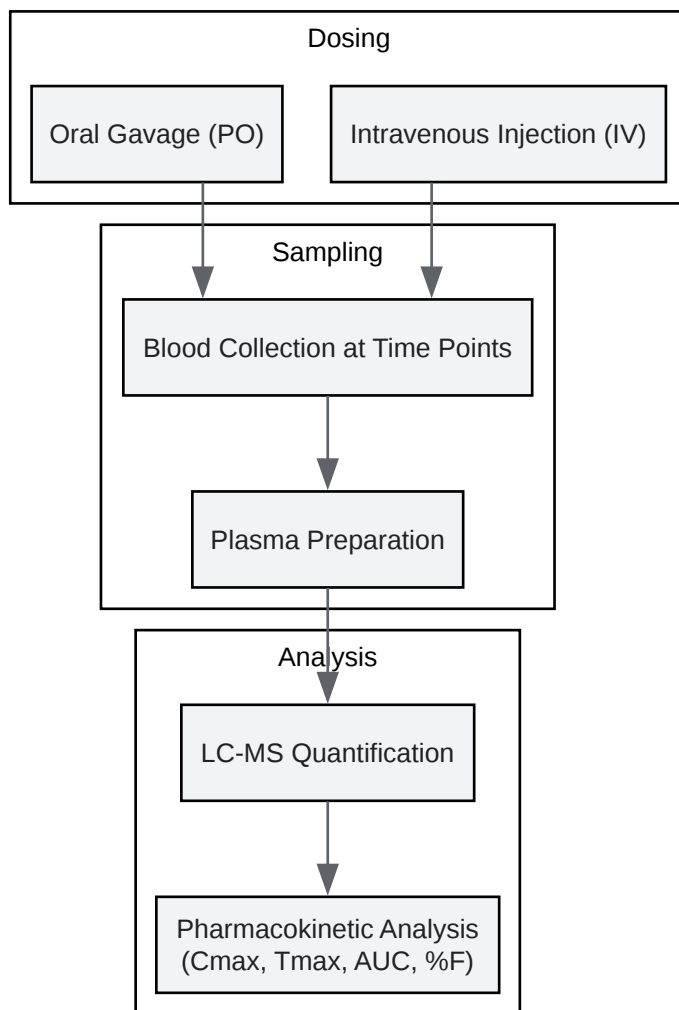 Dosing
Oral Gavage (PO)
Intravenous Injection (IV)
Sampling
Blood Collection at Time Points
Plasma Preparation
Analysis
LC-MS Quantification
Pharmacokinetic Analysis
(Cmax, Tmax, AUC, %F)